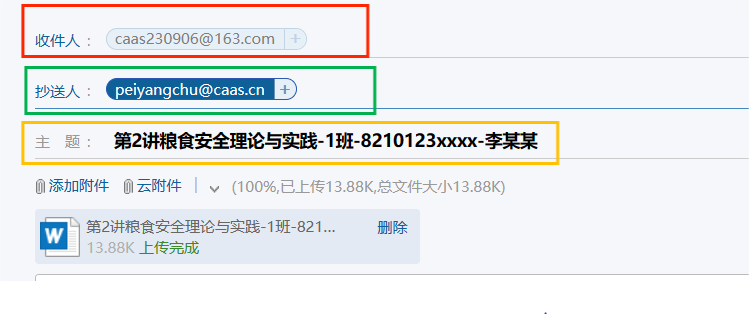 收件人： caas230906@163.com +
抄送人： peiyangchu@caas.cn +
主 题： 第2讲粮食安全理论与实践-1班-8210123xxxx-李某某
添加附件 云附件 | (100%,已上传13.88K,总文件大小13.88K)
W 第2讲粮食安全理论与实践-1班-821... 删除
13.88K 上传完成